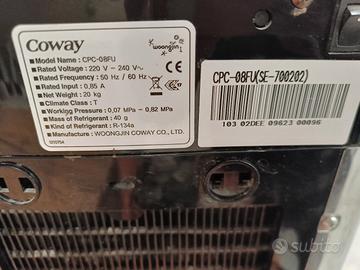 Coway
woongjin
Model Name : CPC-08FU
Rated Voltage : 220 V ~ 240 V~
Rated Frequency : 50 Hz / 60 Hz
Rated Input : 0,85 A
Net Weight : 20 kg
Climate Class : T
Working Pressure : 0,07 MPa ~ 0,82 MPa
Mass of Refrigerant : 40 g
Kind of Refrigerant : R-134a
Manufacturer : WOONGJIN COWAY CO., LTD.
CE
CPC-08FU(SE-700202)
103 02DEE 09623 00096
subito